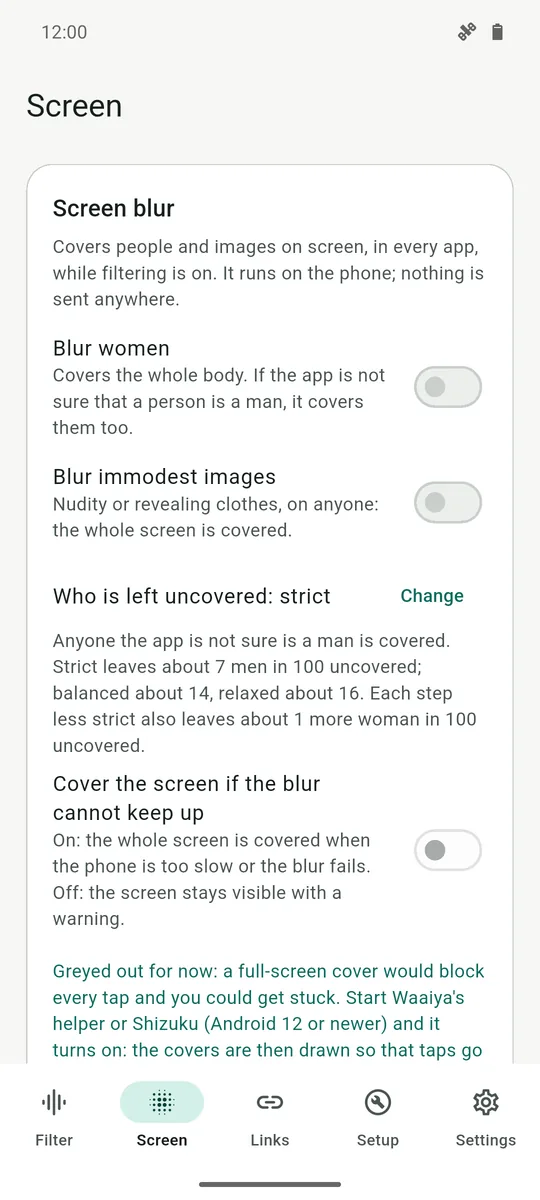 12:00
Screen
Screen blur
Covers people and images on screen, in every app,
while filtering is on. It runs on the phone; nothing is
sent anywhere.
Blur women
Covers the whole body. If the app is not
sure that a person is a man, it covers
them too.
Blur immodest images
Nudity or revealing clothes, on anyone:
the whole screen is covered.
Who is left uncovered: strict
Change
Anyone the app is not sure is a man is covered.
Strict leaves about 7 men in 100 uncovered;
balanced about 14, relaxed about 16. Each step
less strict also leaves about 1 more woman in 100
uncovered.
Cover the screen if the blur
cannot keep up
On: the whole screen is covered when
the phone is too slow or the blur fails.
Off: the screen stays visible with a
warning.
Greyed out for now: a full-screen cover would block
every tap and you could get stuck. Start Waaiya's
helper or Shizuku (Android 12 or newer) and it
turns on: the covers are then drawn so that taps go
Filter
Screen
Links
Setup
Settings